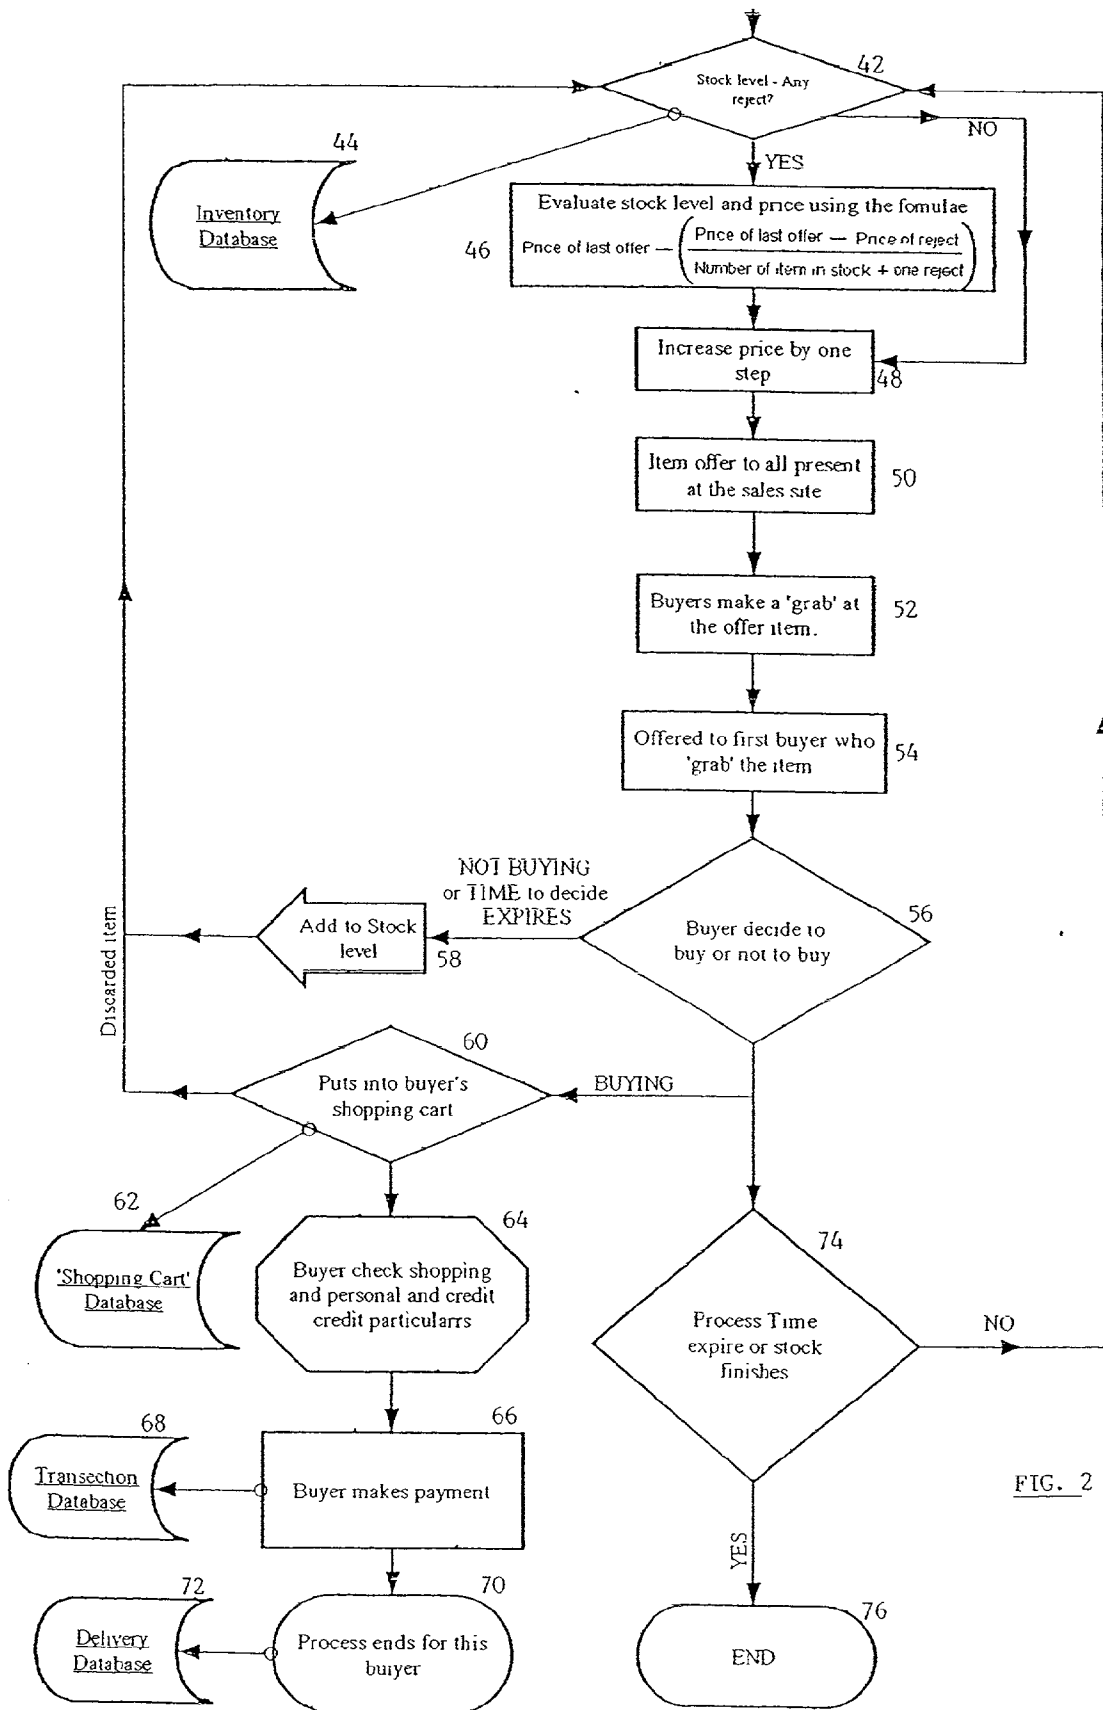 42
Stock level - Any
reject?
NO
YES
44
Inventory
Database
46
Evaluate stock level and price using the fomulae
Price of last offer — ( Price of last offer — Price of reject
Number of item in stock + one reject )
Increase price by one
step
48
Item offer to all present
at the sales site
50
Buyers make a 'grab' at
the offer item.
52
Offered to first buyer who
'grab' the item
54
NOT BUYING
or TIME to decide
EXPIRES
56
Buyer decide to
buy or not to buy
Add to Stock
level
58
Discarded item
60
Puts into buyer's
shopping cart
BUYING
62
'Shopping Cart'
Database
64
Buyer check shopping
and personal and credit
credit particularrs
74
Process Time
expire or stock
finishes
NO
66
68
Transection
Database
Buyer makes payment
FIG. 2
YES
72
Delivery
Database
70
Process ends for this
buiyer
76
END